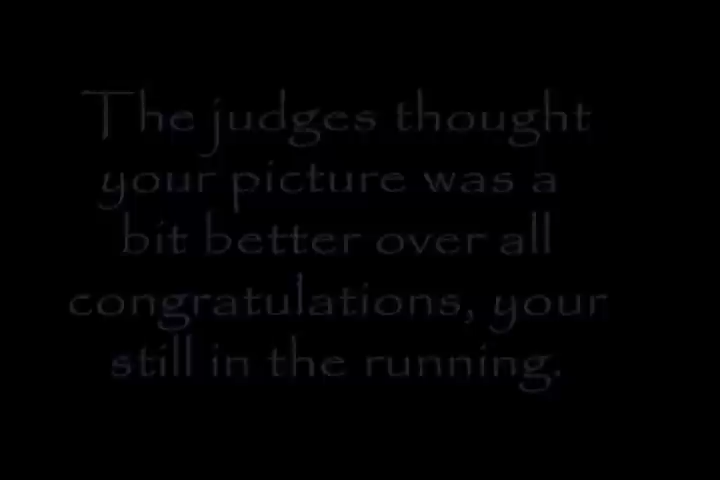 The judges thought
your picture was a
bit better over all
congratulations, your
still in the running.